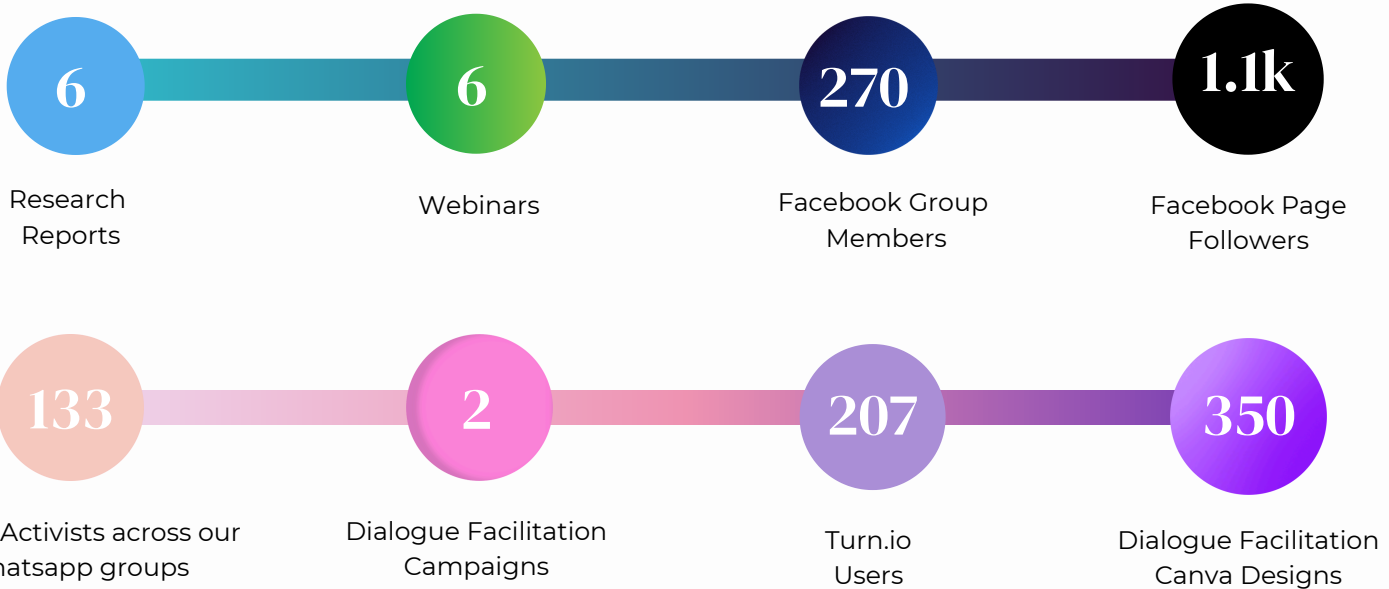 6
6
270
1.1k
Research
Reports
Webinars
Facebook Group
Members
Facebook Page
Followers
133
2
207
350
Activists across our
groups
Dialogue Facilitation
Campaigns
Turn.io
Users
Dialogue Facilitation
Canva Designs